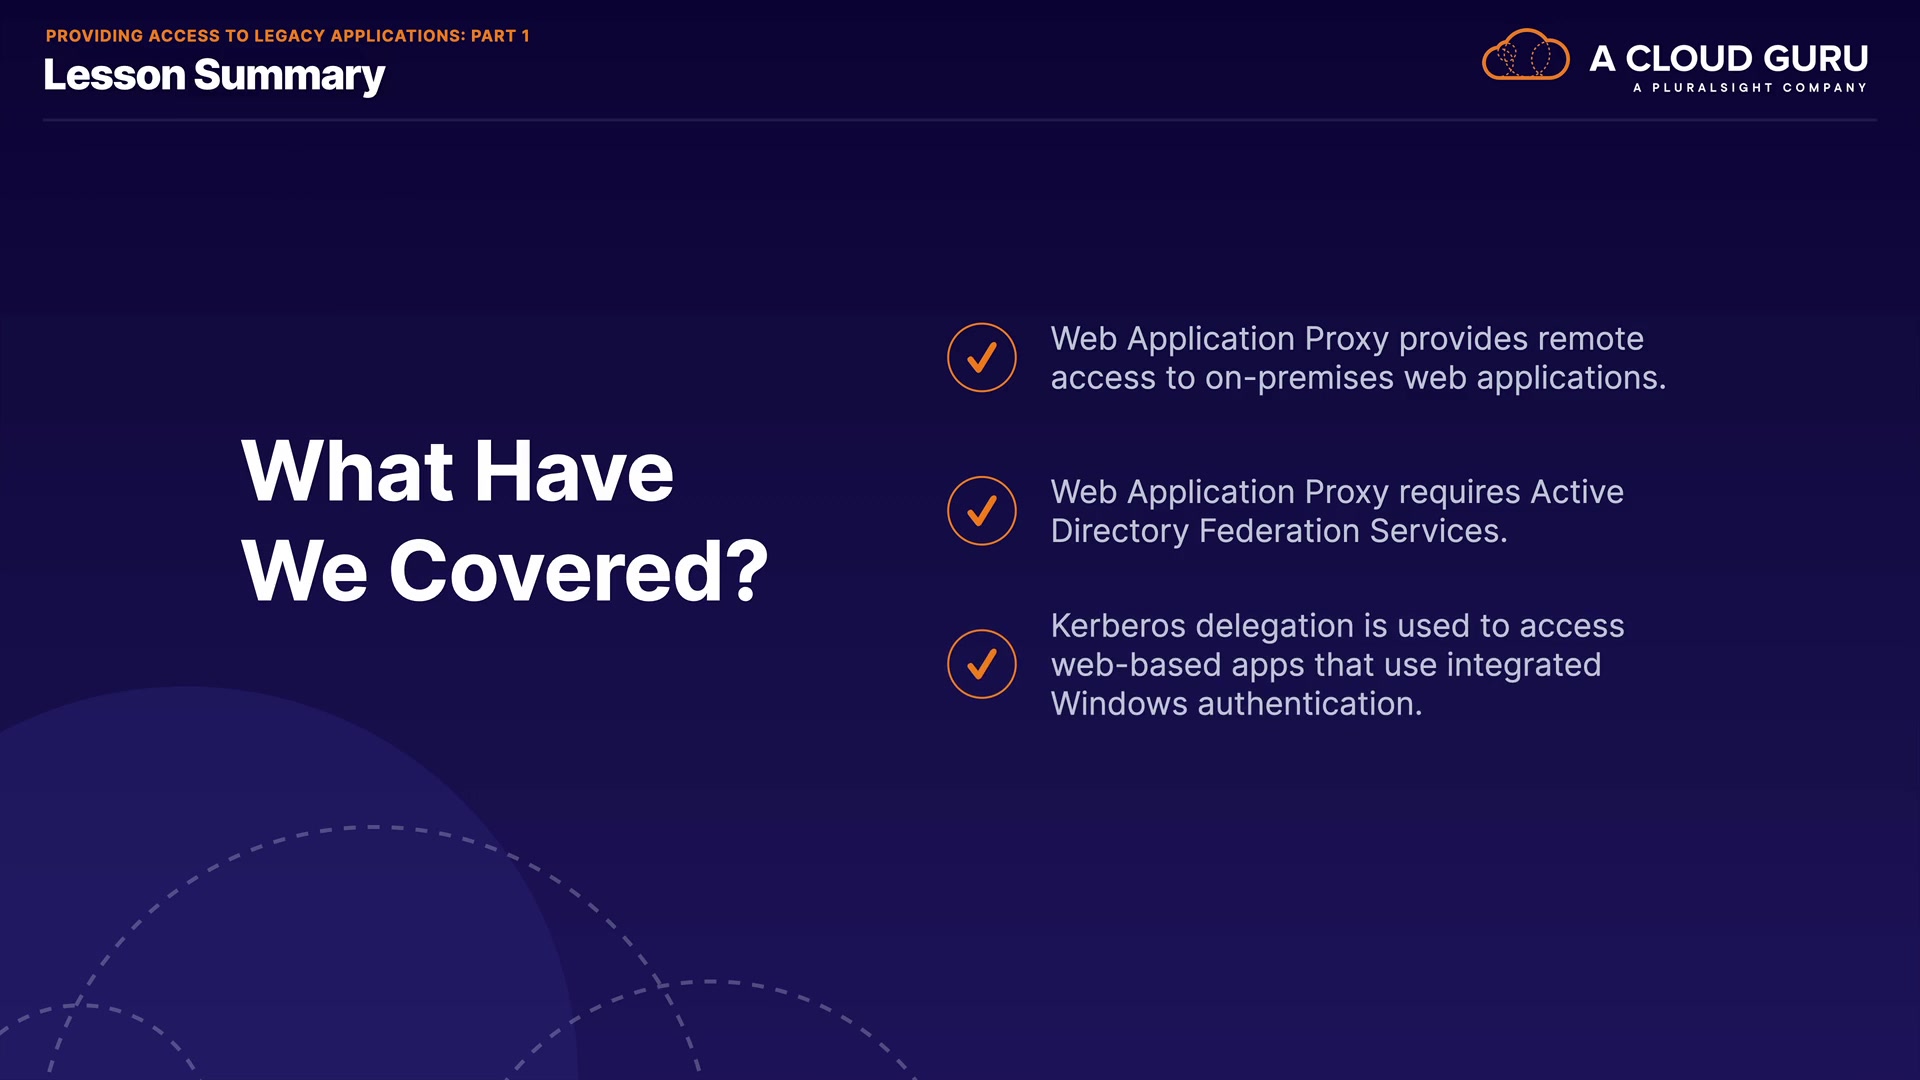 PROVIDING ACCESS TO LEGACY APPLICATIONS: PART 1
Lesson Summary
A CLOUD GURU
A PLURALSIGHT COMPANY
What Have
We Covered?
Web Application Proxy provides remote
access to on-premises web applications.
Web Application Proxy requires Active
Directory Federation Services.
Kerberos delegation is used to access
web-based apps that use integrated
Windows authentication.